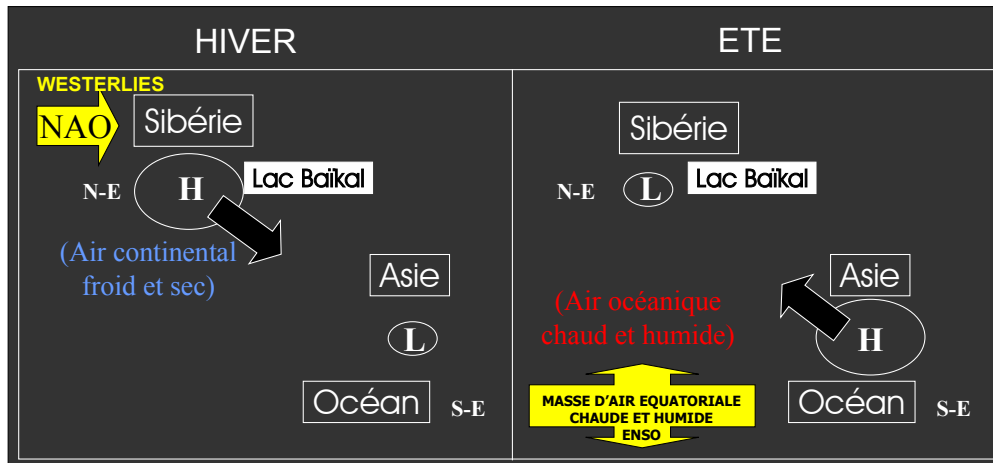 HIVER
ETE
WESTERLIES
NAO
Sibérie
N-E
H
Lac Baïkal
(Air continental
froid et sec)
Asie
L
Océan
S-E
Sibérie
N-E
L
Lac Baïkal
(Air océanique
chaud et humide)
Asie
H
MASSE D'AIR EQUATORIALE
CHAUDE ET HUMIDE
ENSO
Océan
S-E